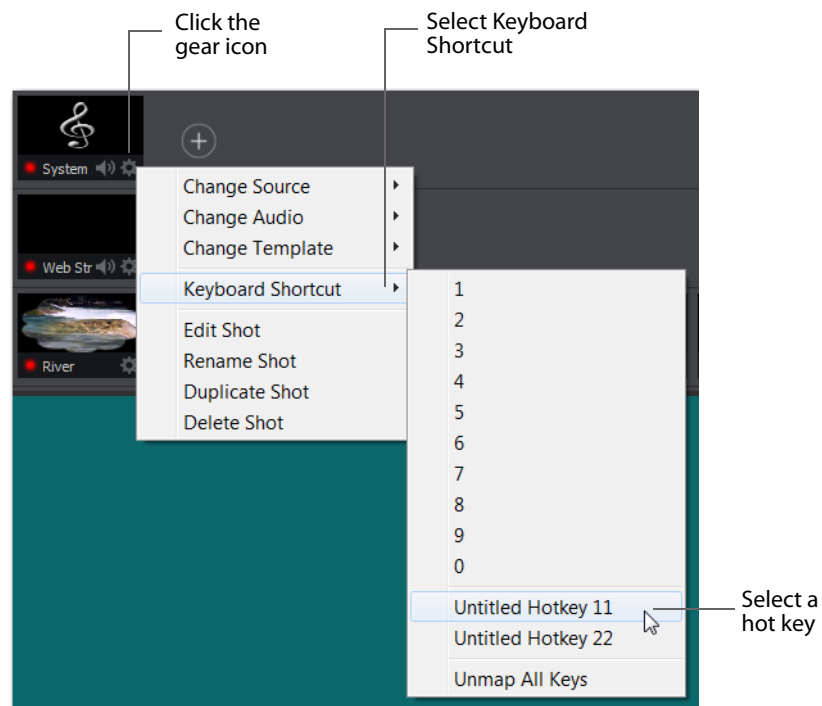 Click the
gear icon
Select Keyboard
Shortcut
System
Web Str
River
Change Source
Change Audio
Change Template
Keyboard Shortcut
Edit Shot
Rename Shot
Duplicate Shot
Delete Shot
1
2
3
4
5
6
7
8
9
0
Untitled Hotkey 11
Untitled Hotkey 22
Unmap All Keys
Select a
hot key